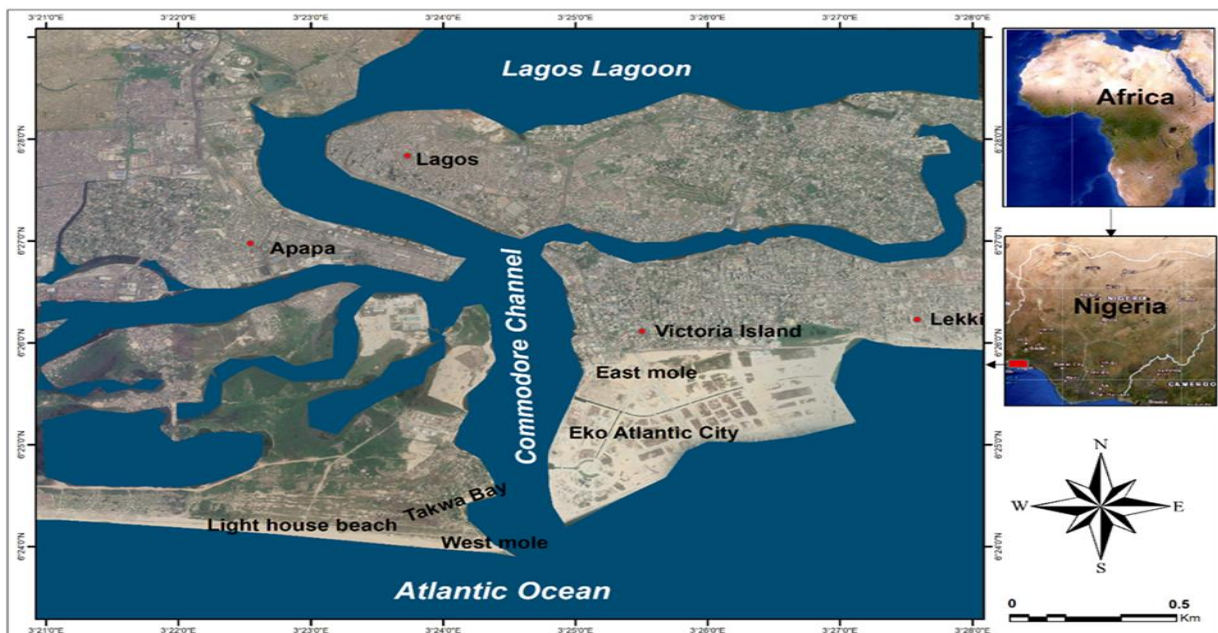 3°21'0"E 3°22'0"E 3°23'0"E 3°24'0"E 3°25'0"E 3°26'0"E 3°27'0"E 3°28'0"E
Lagos Lagoon
Africa
6°28'0"N
6°28'0"N
Lagos
6°27'0"N
6°27'0"N
Apapa
Commodore Channel
NIGERIA
Nigeria
Victoria Island
Lekki
6°26'0"N
6°26'0"N
East mole
CAMEROO
Eko Atlantic City
6°25'0"N
6°25'0"N
N
W
E
S
Takwa Bay
Light house beach
West mole
6°24'0"N
6°24'0"N
Atlantic Ocean
0 0.5
Km
3°21'0"E 3°22'0"E 3°23'0"E 3°24'0"E 3°25'0"E 3°26'0"E 3°27'0"E 3°28'0"E